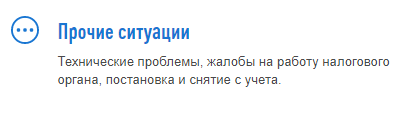 Прочие ситуации
Технические проблемы, жалобы на работу налогового
органа, постановка и снятие с учета.